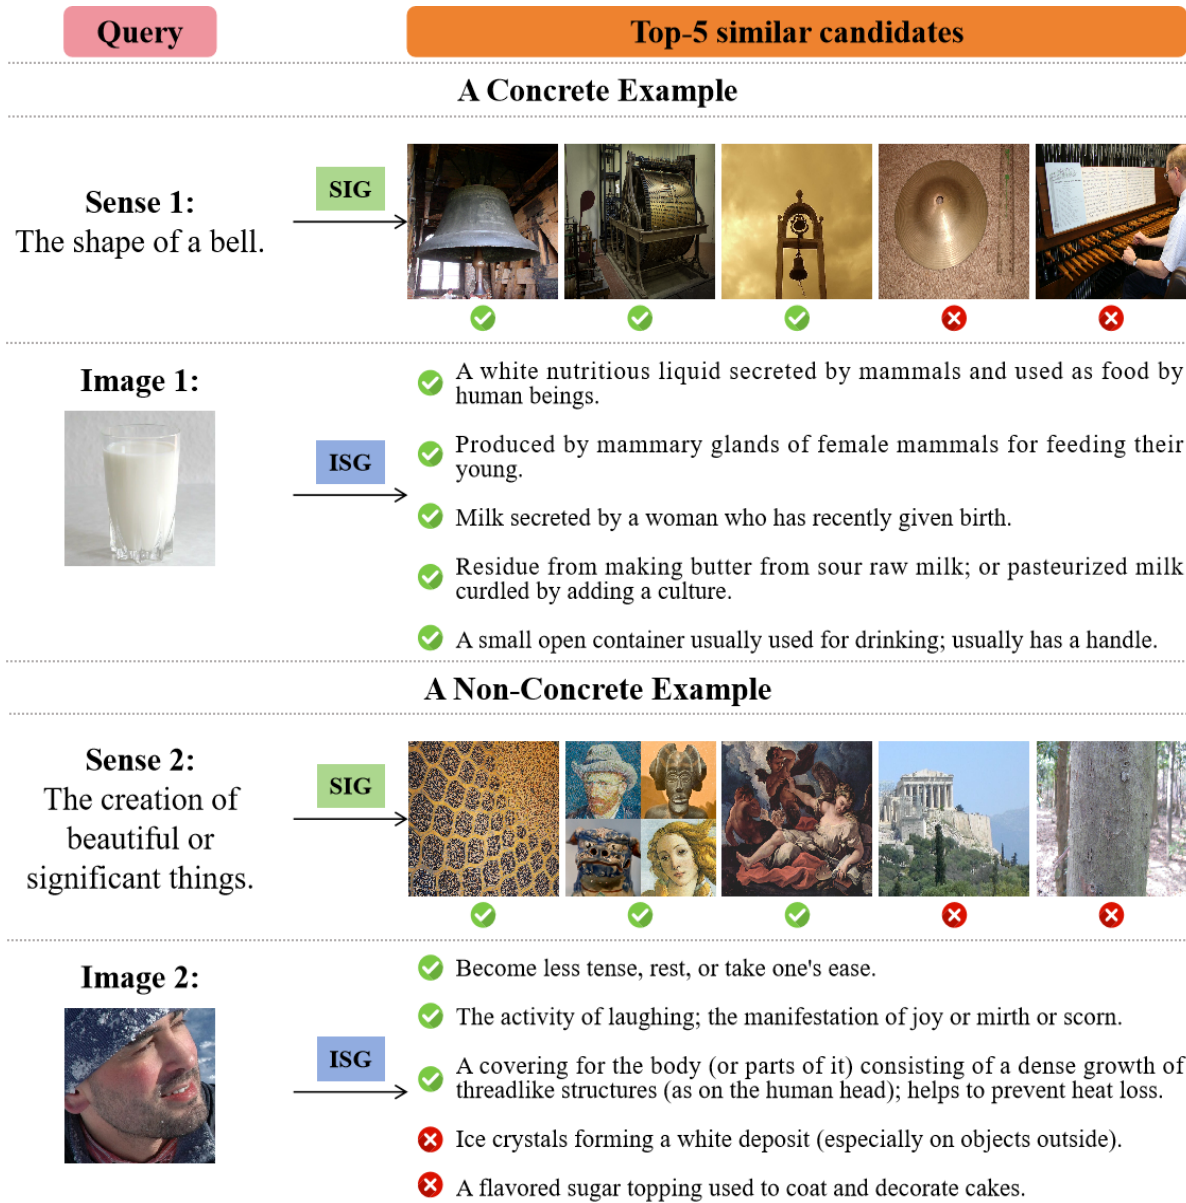 Query
Top-5 similar candidates
A Concrete Example
Sense 1:
The shape of a bell.
SIG
Image 1:
ISG
A white nutritious liquid secreted by mammals and used as food by
human beings.
Produced by mammary glands of female mammals for feeding their
young.
Milk secreted by a woman who has recently given birth.
Residue from making butter from sour raw milk; or pasteurized milk
curdled by adding a culture.
A small open container usually used for drinking; usually has a handle.
A Non-Concrete Example
Sense 2:
The creation of
beautiful or
significant things.
SIG
Image 2:
ISG
Become less tense, rest, or take one's ease.
The activity of laughing; the manifestation of joy or mirth or scorn.
A covering for the body (or parts of it) consisting of a dense growth of
threadlike structures (as on the human head); helps to prevent heat loss.
Ice crystals forming a white deposit (especially on objects outside).
A flavored sugar topping used to coat and decorate cakes.